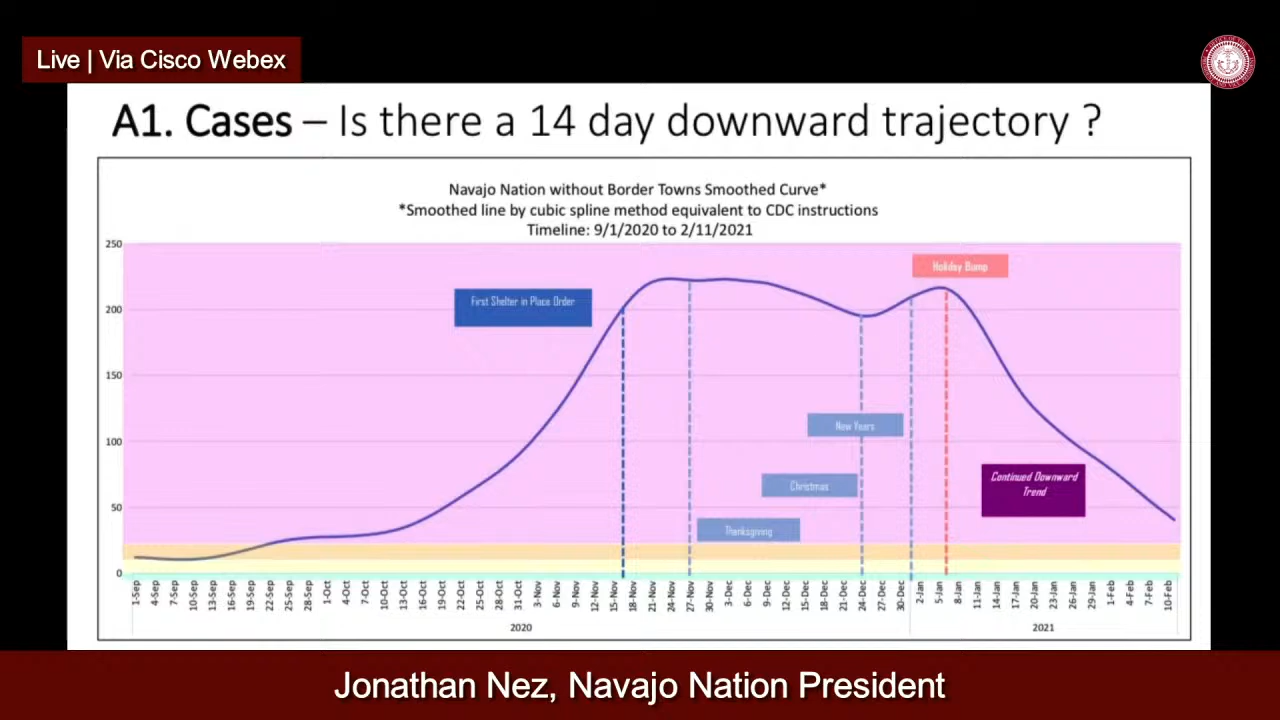 Live | Via Cisco Webex
A1. Cases – Is there a 14 day downward trajectory ?
Navajo Nation without Border Towns Smoothed Curve*
*Smoothed line by cubic spline method equivalent to CDC instructions
Timeline: 9/1/2020 to 2/11/2021
250
200
150
100
50
0
Holiday Bump
First Shelter in Place Order
New Years
Christmas
Thanksgiving
Continued Downward
Trend
1-Sep
4-Sep
7-Sep
10-Sep
13-Sep
16-Sep
19-Sep
22-Sep
25-Sep
28-Sep
1-Oct
4-Oct
7-Oct
10-Oct
13-Oct
16-Oct
19-Oct
22-Oct
25-Oct
28-Oct
31-Oct
3-Nov
6-Nov
9-Nov
12-Nov
15-Nov
18-Nov
21-Nov
24-Nov
27-Nov
30-Nov
3-Dec
6-Dec
9-Dec
12-Dec
15-Dec
18-Dec
21-Dec
24-Dec
27-Dec
30-Dec
2-Jan
5-Jan
8-Jan
11-Jan
14-Jan
17-Jan
20-Jan
23-Jan
26-Jan
29-Jan
1-Feb
4-Feb
7-Feb
10-Feb
2020
2021
Jonathan Nez, Navajo Nation President